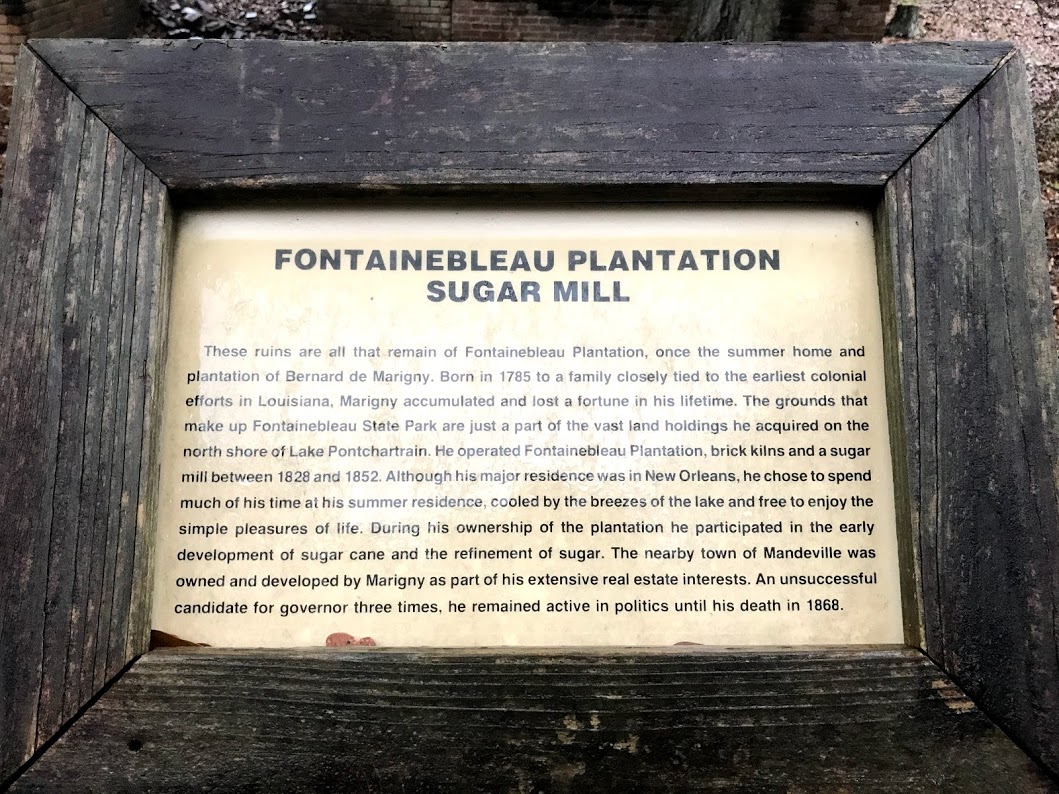 FONTAINEBLEAU PLANTATION
SUGAR MILL
These ruins are all that remain of Fontainebleau Plantation, once the summer home and
plantation of Bernard de Marigny. Born in 1785 to a family closely tied to the earliest colonial
efforts in Louisiana, Marigny accumulated and lost a fortune in his lifetime. The grounds that
make up Fontainebleau State Park are just a part of the vast land holdings he acquired on the
north shore of Lake Pontchartrain. He operated Fontainebleau Plantation, brick kilns and a sugar
mill between 1828 and 1852. Although his major residence was in New Orleans, he chose to spend
much of his time at his summer residence, cooled by the breezes of the lake and free to enjoy the
simple pleasures of life. During his ownership of the plantation he participated in the early
development of sugar cane and the refinement of sugar. The nearby town of Mandeville was
owned and developed by Marigny as part of his extensive real estate interests. An unsuccessful
candidate for governor three times, he remained active in politics until his death in 1868.